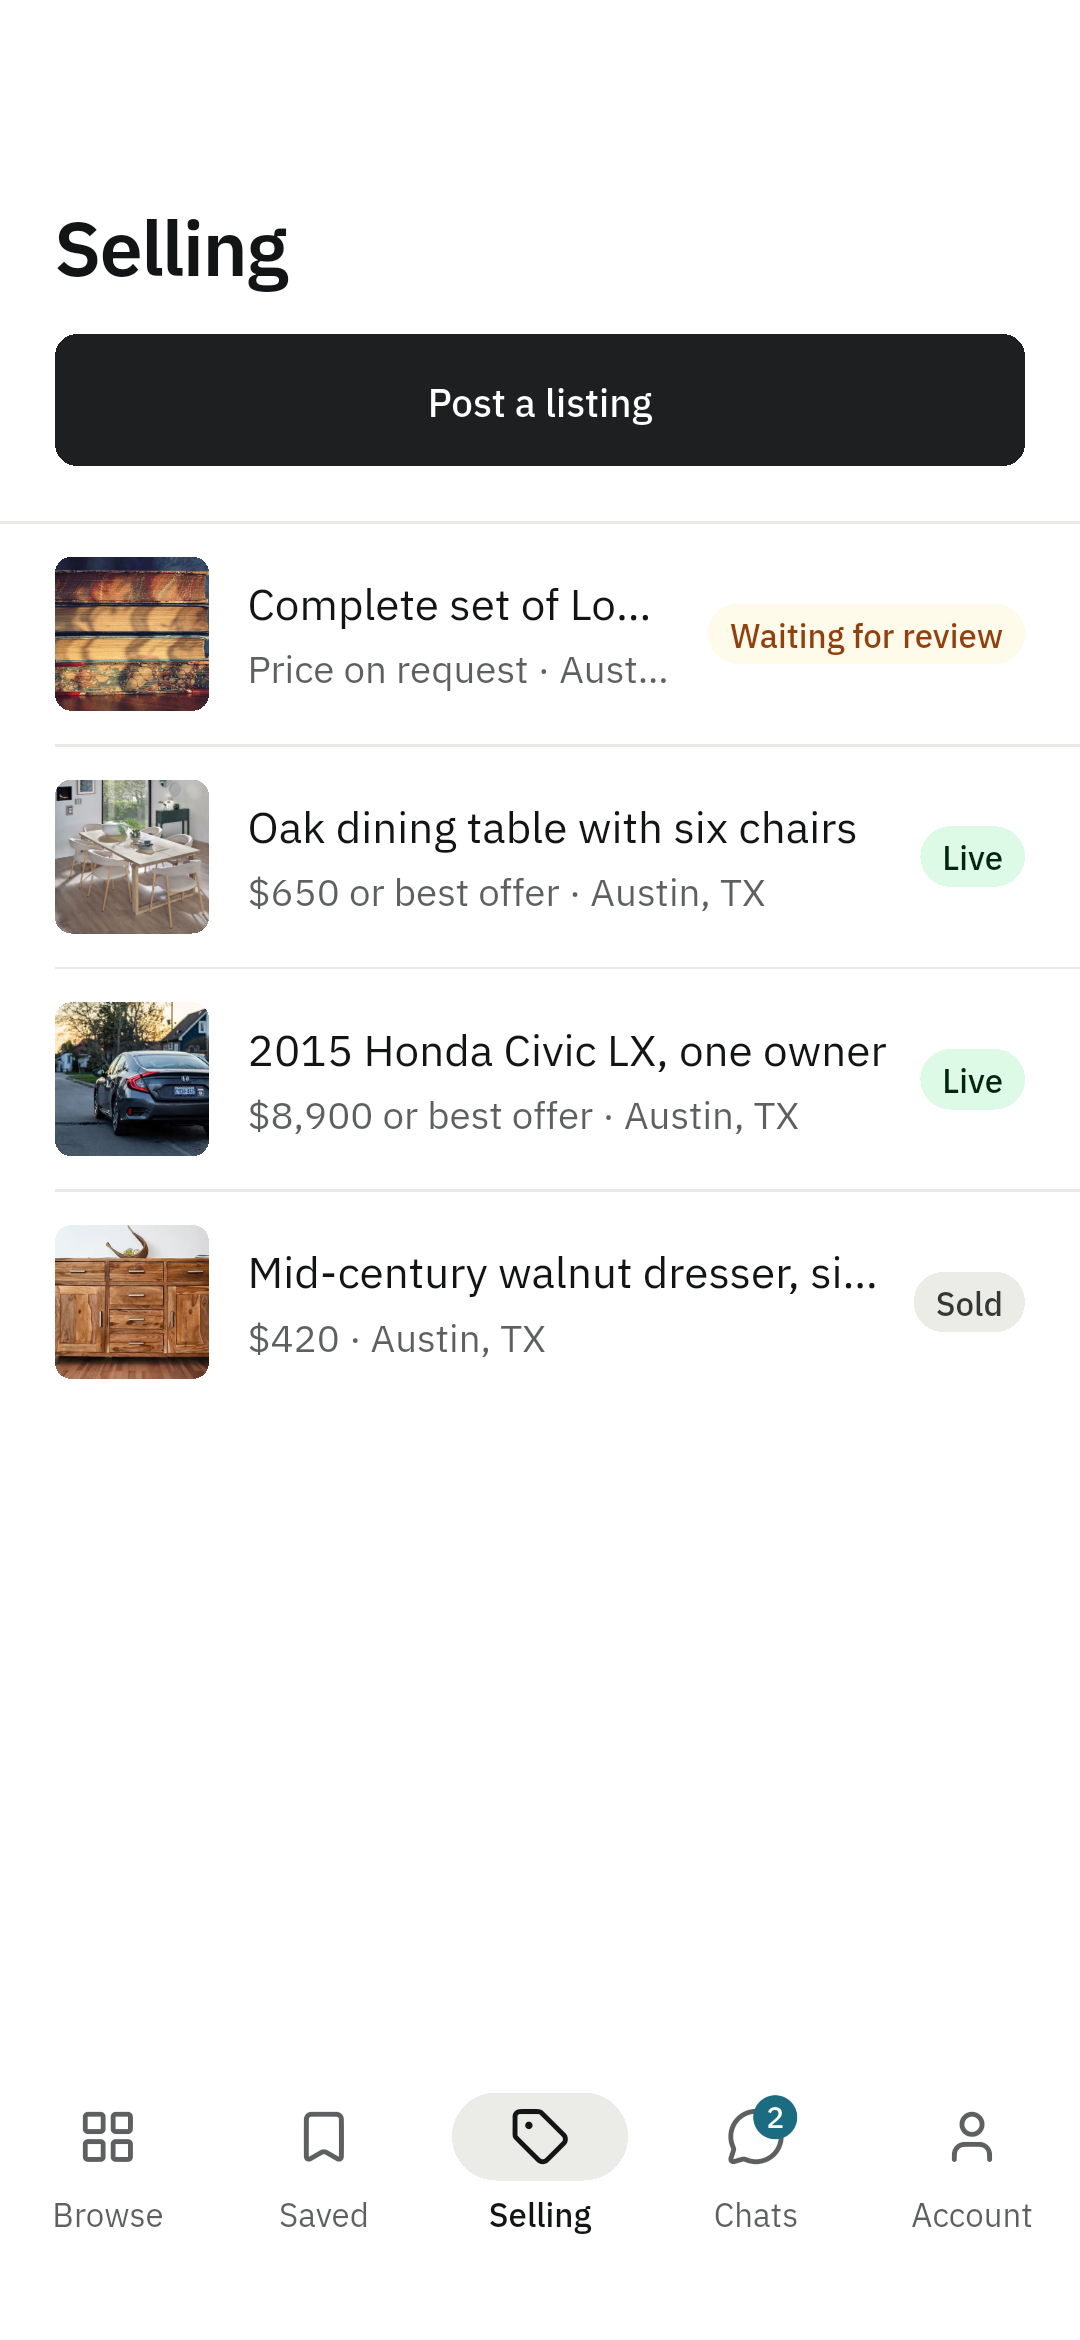 Selling
Post a listing
Complete set of Lo...
Price on request · Aust...
Waiting for review
Oak dining table with six chairs
$650 or best offer · Austin, TX
Live
2015 Honda Civic LX, one owner
$8,900 or best offer · Austin, TX
Live
Mid-century walnut dresser, si...
$420 · Austin, TX
Sold
2
Browse
Saved
Selling
Chats
Account